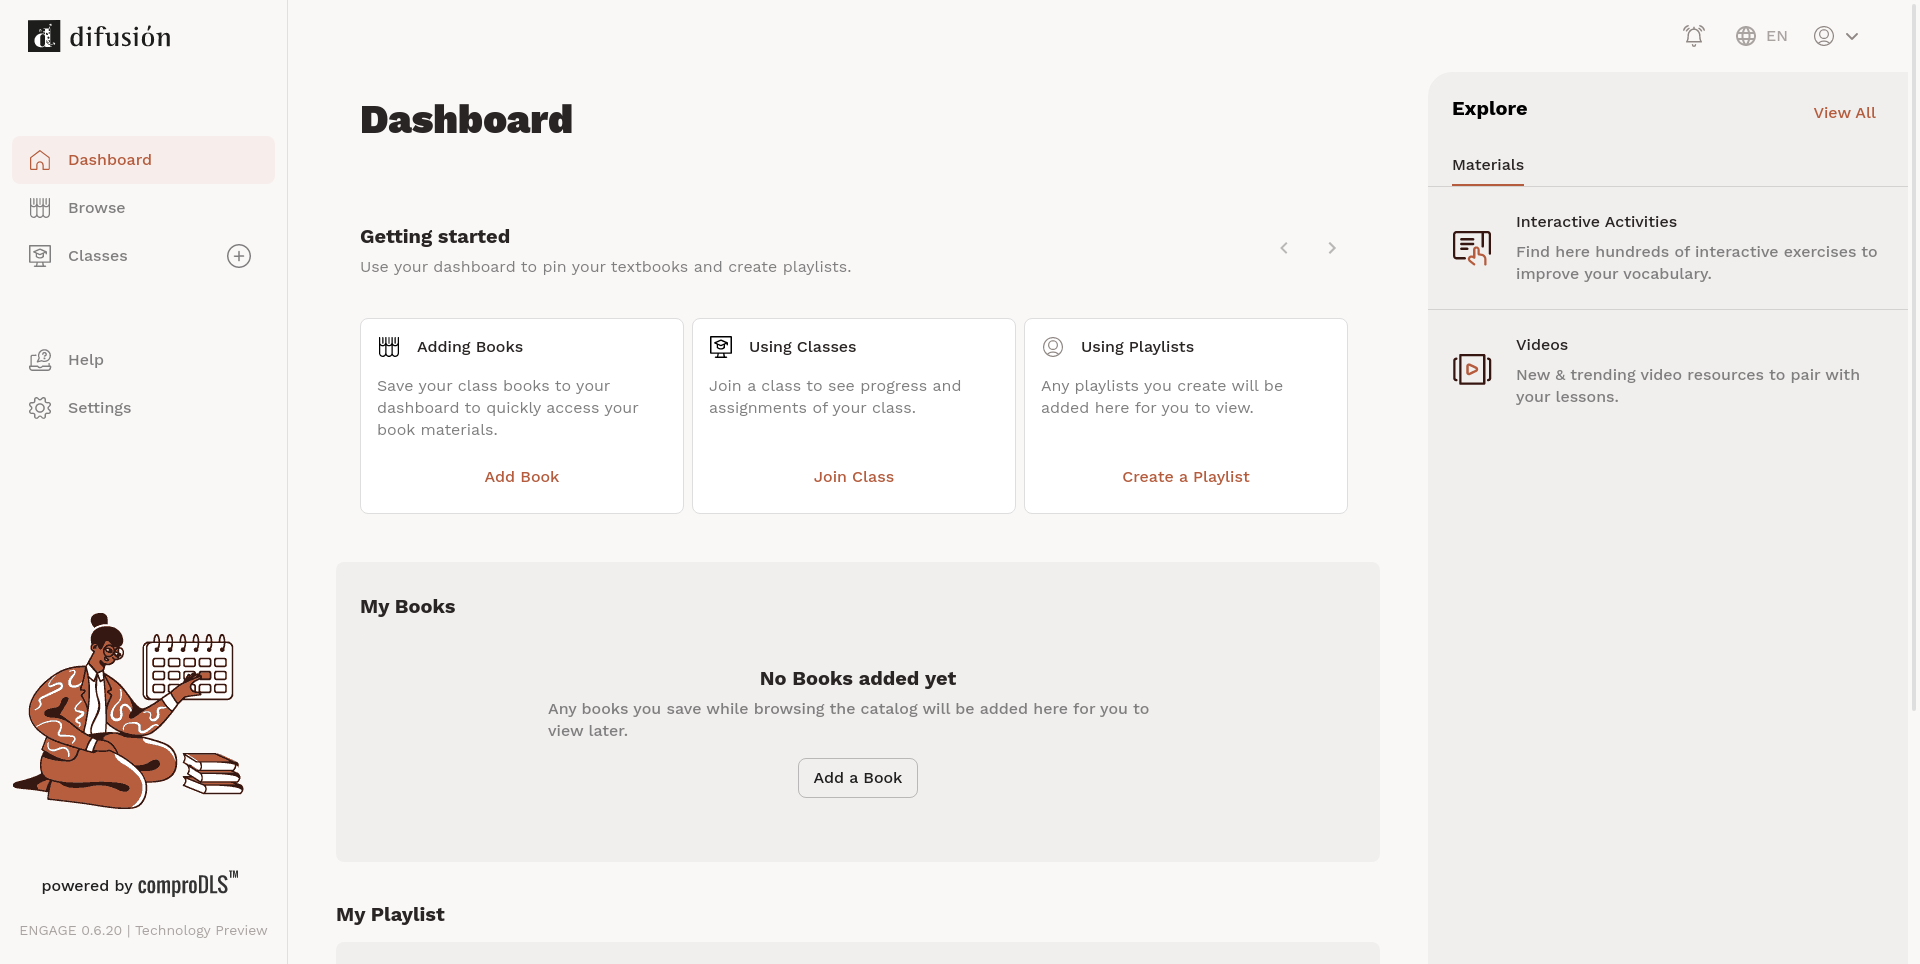 difusión
Dashboard
Browse
Classes
Help
Settings
powered by comproDLS™
ENGAGE 0.6.20 | Technology Preview
EN
Dashboard
Getting started
Use your dashboard to pin your textbooks and create playlists.
Adding Books
Save your class books to your
dashboard to quickly access your
book materials.
Add Book
Using Classes
Join a class to see progress and
assignments of your class.
Join Class
Using Playlists
Any playlists you create will be
added here for you to view.
Create a Playlist
My Books
No Books added yet
Any books you save while browsing the catalog will be added here for you to
view later.
Add a Book
My Playlist
Explore
View All
Materials
Interactive Activities
Find here hundreds of interactive exercises to
improve your vocabulary.
Videos
New & trending video resources to pair with
your lessons.